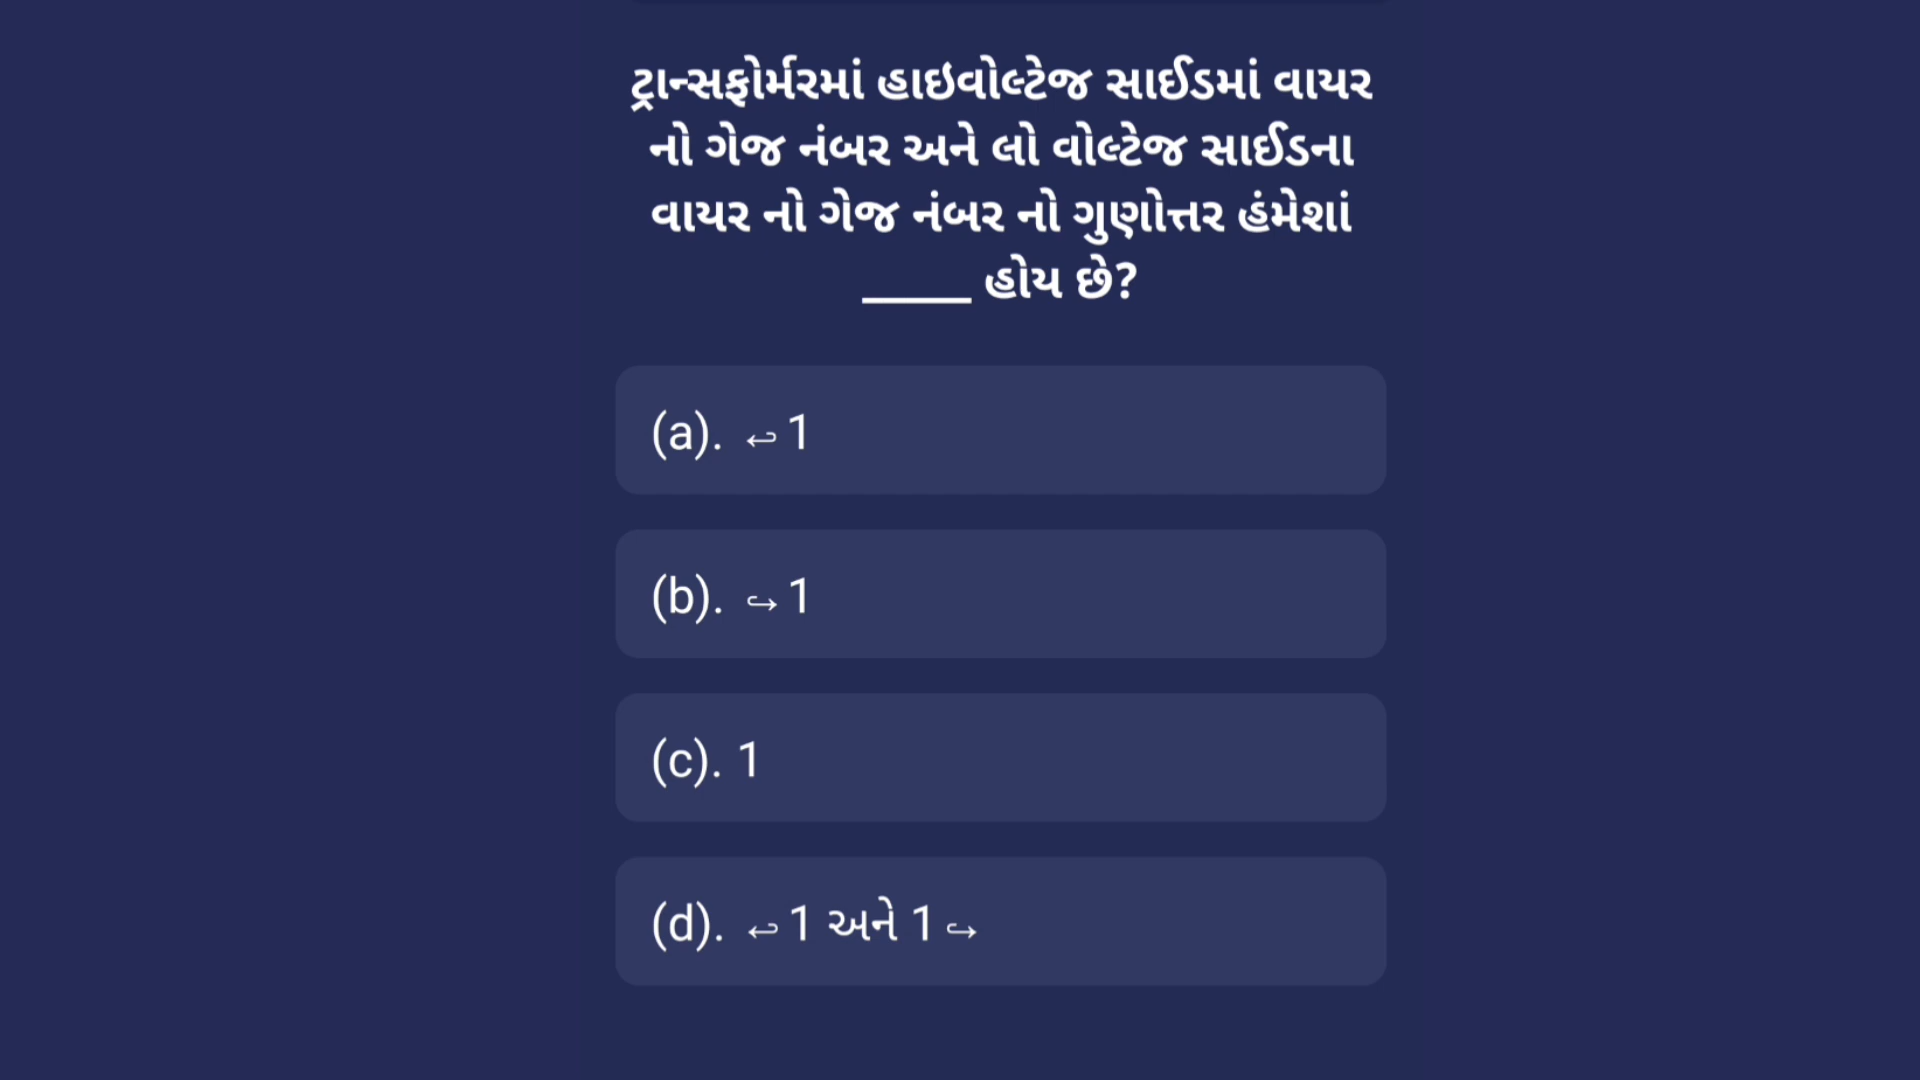 ટ્રાન્સફોર્મરમાં હાઇવોલ્ટેજ સાઈડમાં વાયર
નો ગેજ નંબર અને લો વોલ્ટેજ સાઈડના
વાયર નો ગેજ નંબર નો ગુણોત્તર હંમેશાં
_____ હોય છે?
(a). ↩1
(b). ↪1
(c). 1
(d). ↩1 અને 1↪